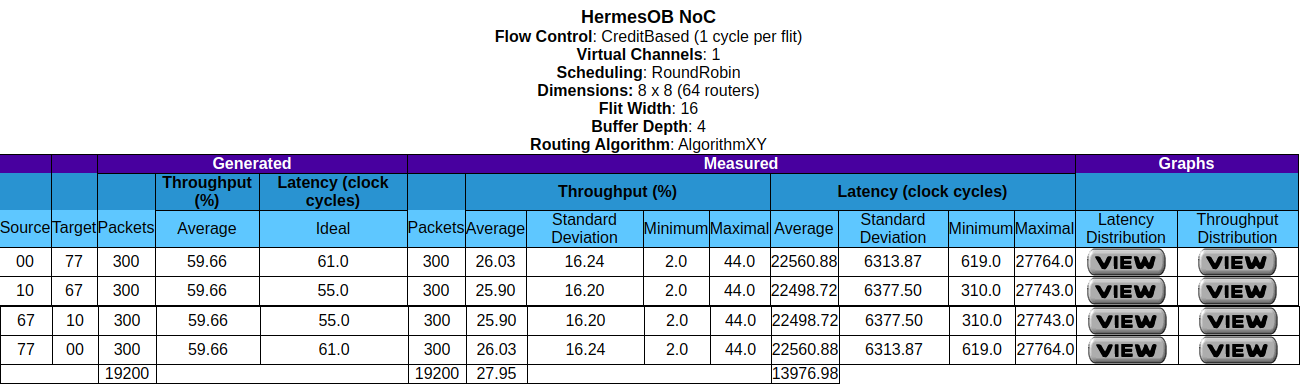 HermesOB NoC
Flow Control: CreditBased (1 cycle per flit)
Virtual Channels: 1
Scheduling: RoundRobin
Dimensions: 8 x 8 (64 routers)
Flit Width: 16
Buffer Depth: 4
Routing Algorithm: AlgorithmXY
Generated Measured Graphs
Throughput (%) Latency (clock cycles) Throughput (%) Latency (clock cycles)
Source Target Packets Average Ideal Packets Average Standard Deviation Minimum Maximal Average Standard Deviation Minimum Maximal Latency Distribution Throughput Distribution
00 77 300 59.66 61.0 300 26.03 16.24 2.0 44.0 22560.88 6313.87 619.0 27764.0 VIEW VIEW
10 67 300 59.66 55.0 300 25.90 16.20 2.0 44.0 22498.72 6377.50 310.0 27743.0 VIEW VIEW
67 10 300 59.66 55.0 300 25.90 16.20 2.0 44.0 22498.72 6377.50 310.0 27743.0 VIEW VIEW
77 00 300 59.66 61.0 300 26.03 16.24 2.0 44.0 22560.88 6313.87 619.0 27764.0 VIEW VIEW
19200 19200 27.95 13976.98